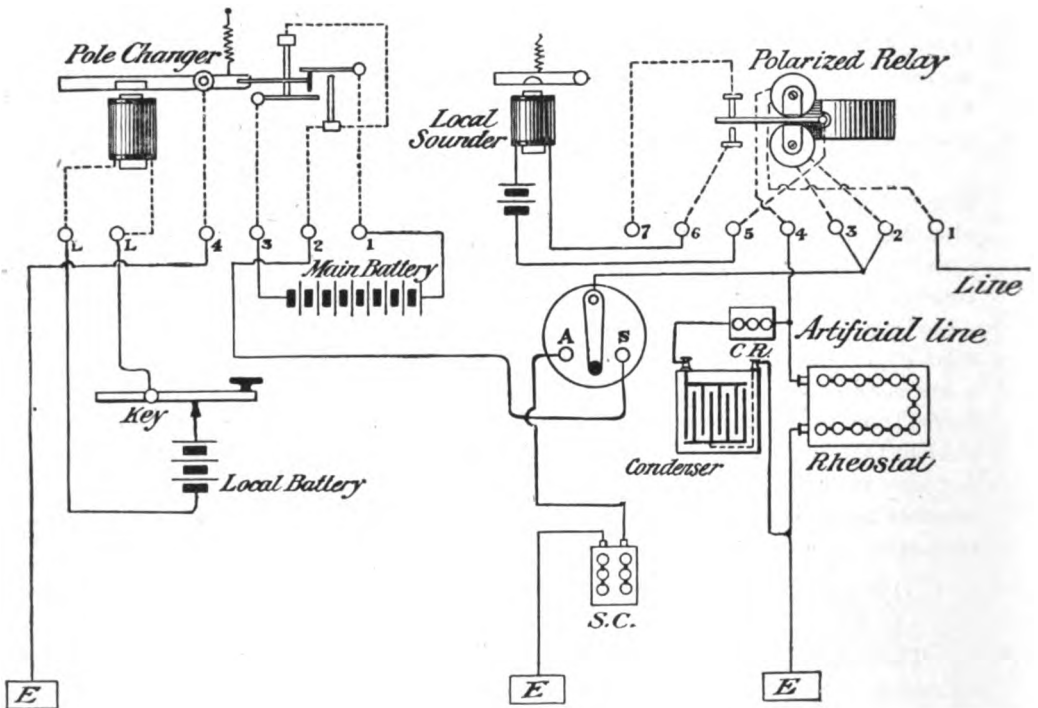 Pole Changer
Polarized Relay
Local
Sounder
L
L
4
3
2
1
7
6
5
4
3
2
1
Main Battery
Line
A
S
C R.
Artificial line
Key
Condenser
Rheostat
Local Battery
S.C.
E
E
E